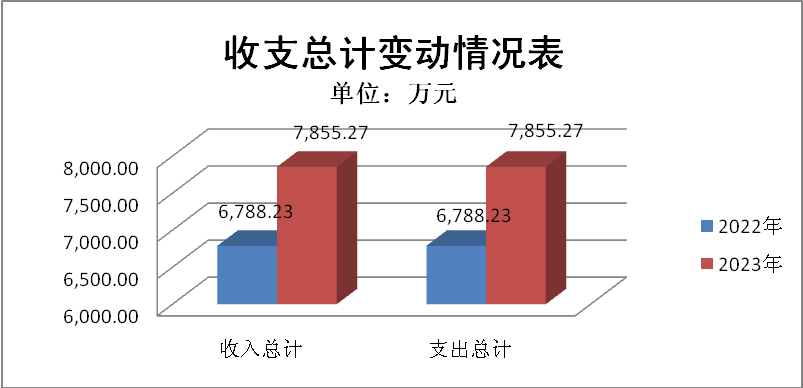 收支总计变动情况表
单位：万元
7,855.27
7,855.27
8,000.00
7,500.00
7,000.00
6,500.00
6,000.00
6,788.23
6,788.23
2022年
2023年
收入总计
支出总计